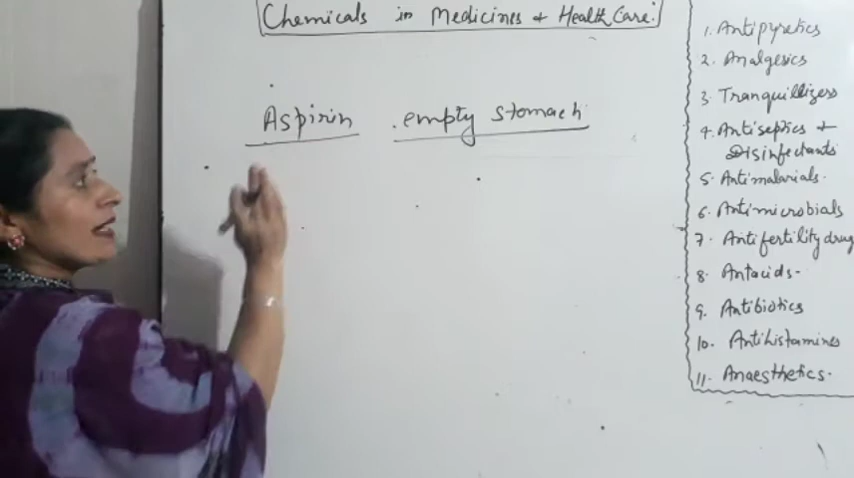 Chemicals in Medicines & Health Care.
Aspirin empty stomach
1. Antipyretics
2. Analgesics
3. Tranquillizers
4. Antiseptics &
Disinfectants
5. Antimalarials.
6. Antimicrobials
7. Antifertility drug
8. Antacids.
9. Antibiotics
10. Antihistamines
11. Anaesthetics.